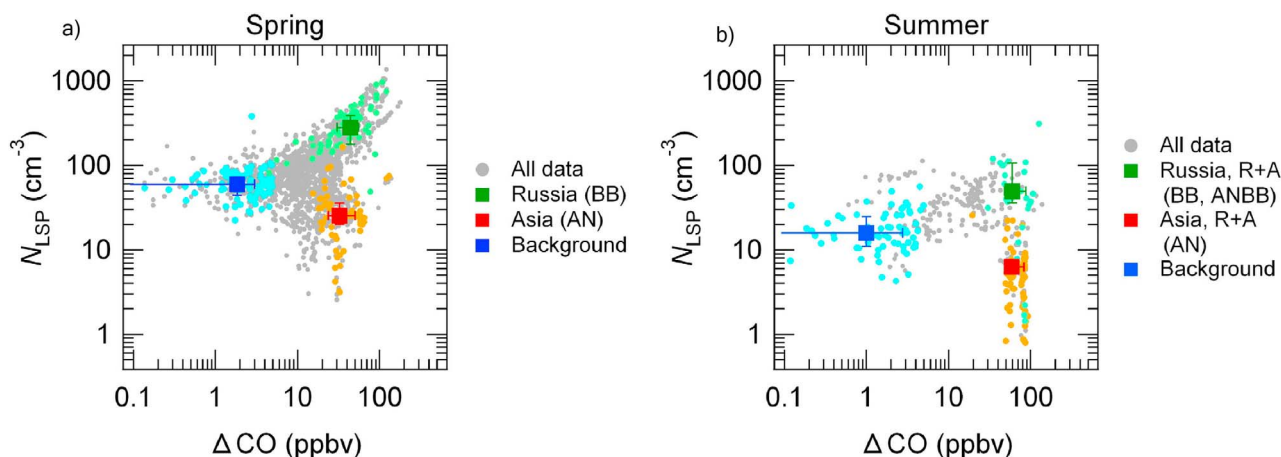 a)
Spring
1000
100
10
1
N_LSP (cm⁻³)
0.1
1
10
100
Δ CO (ppbv)
All data
Russia (BB)
Asia (AN)
Background
b)
Summer
1000
100
10
1
N_LSP (cm⁻³)
0.1
1
10
100
Δ CO (ppbv)
All data
Russia, R+A
(BB, ANBB)
Asia, R+A
(AN)
Background